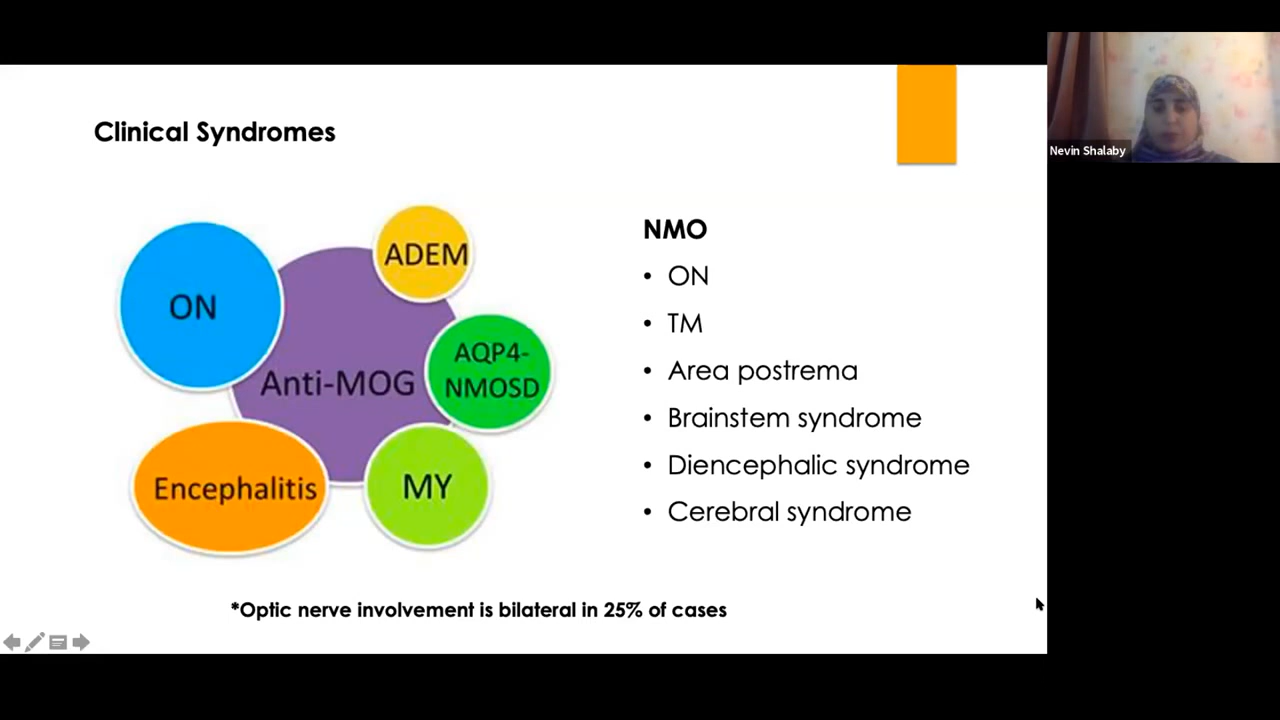 Clinical Syndromes
ON
ADEM
Anti-MOG
AQP4-
NMOSD
Encephalitis
MY
NMO
• ON
• TM
• Area postrema
• Brainstem syndrome
• Diencephalic syndrome
• Cerebral syndrome
*Optic nerve involvement is bilateral in 25% of cases
Nevin Shalaby